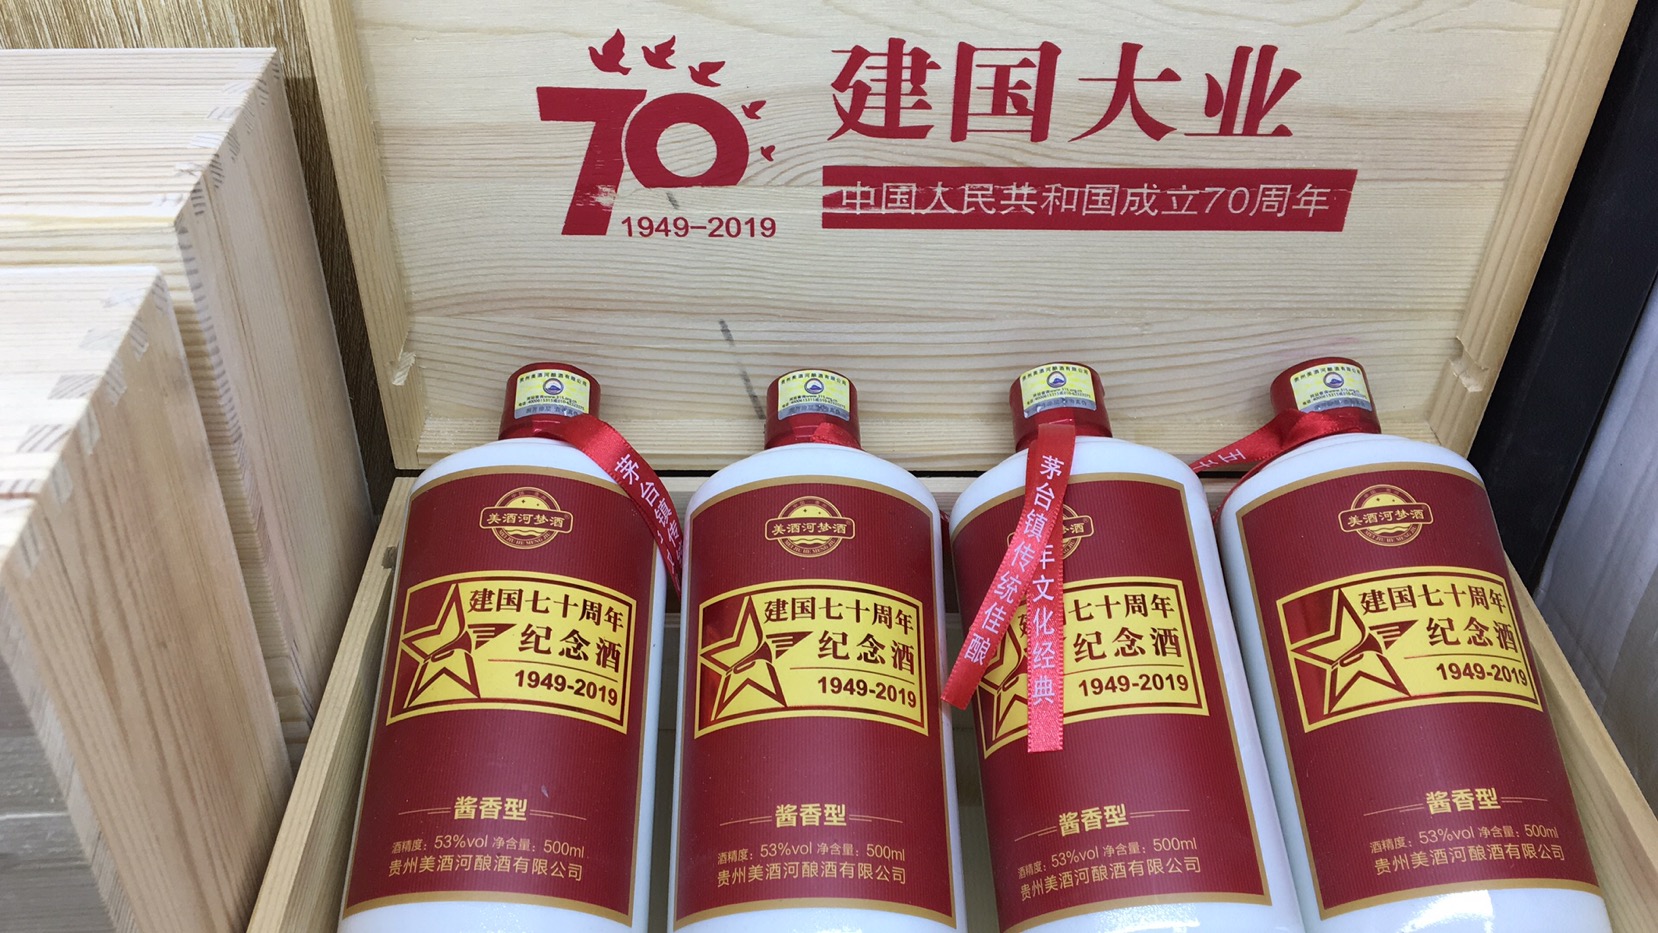 70
1949-2019
建国大业
中国人民共和国成立70周年
美酒河梦酒
建国七十周年
纪念酒
1949-2019
酱香型
酒精度：53%vol 净含量：500ml
贵州美酒河酿酒有限公司
茅台镇传
美酒河梦酒
建国七十周年
纪念酒
1949-2019
酱香型
酒精度：53%vol 净含量：500ml
贵州美酒河酿酒有限公司
茅台镇传统佳酿
年文化经典
梦酒
建 七十周年
纪念酒
1949-2019
酱香型
酒精度：53%vol 净含量：500ml
贵州美酒河酿酒有限公司
美酒河梦酒
建国七十周年
纪念酒
1949-2019
酱香型
酒精度：53%vol 净含量：500ml
贵州美酒河酿酒有限公司